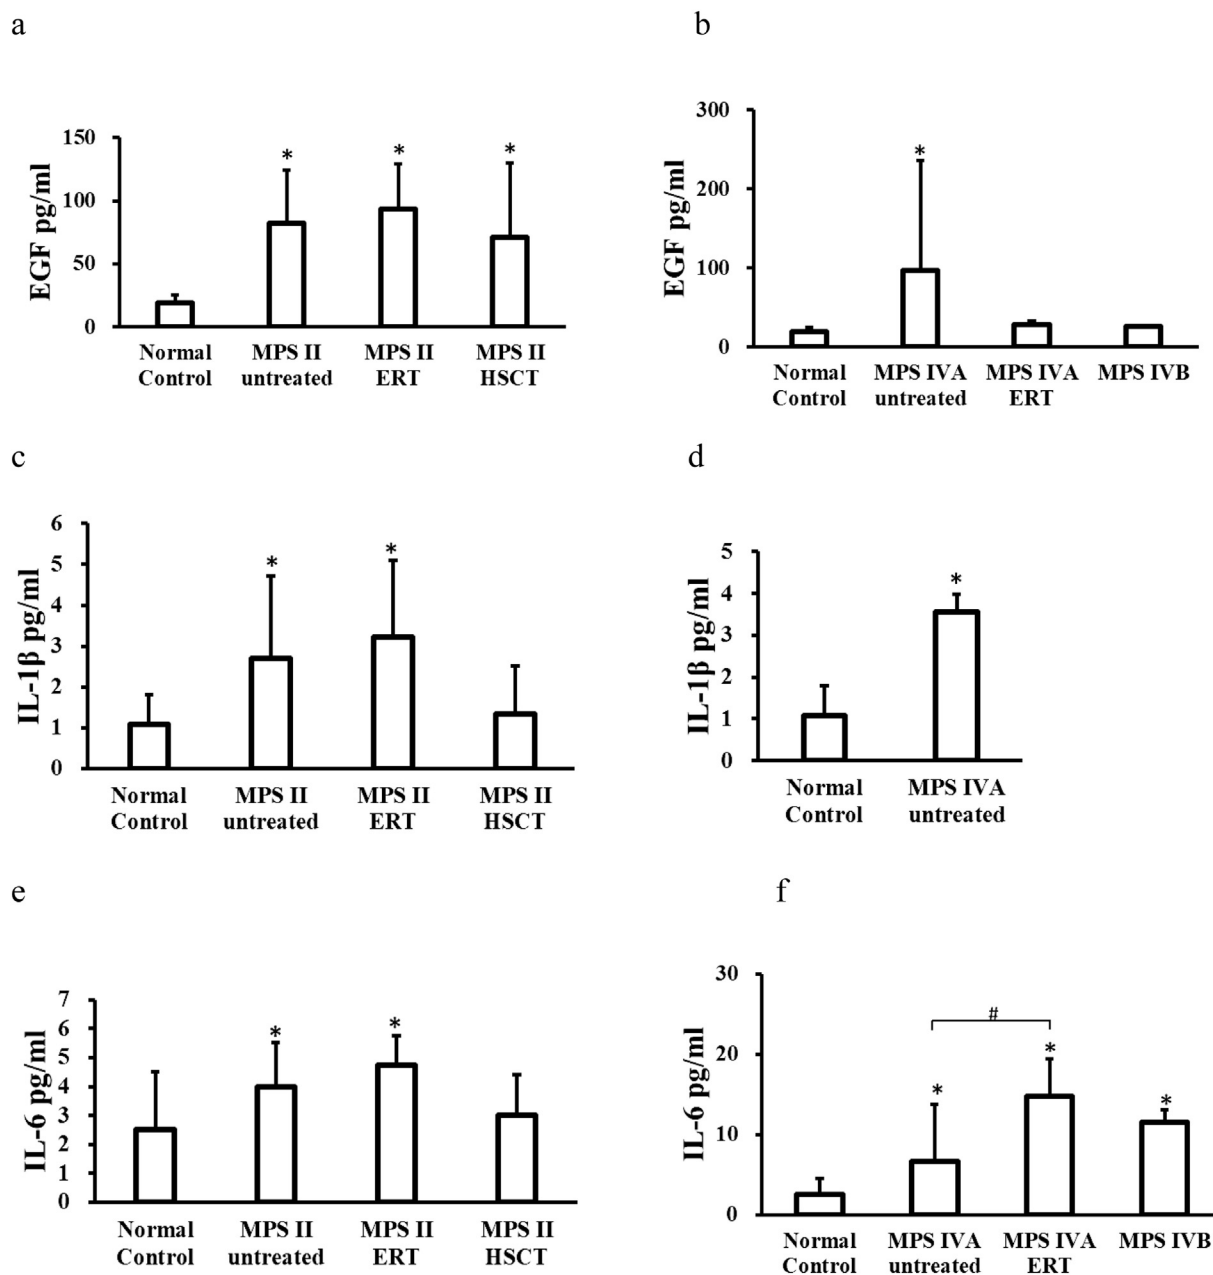 a
EGF pg/ml
150
100
50
0
*
*
*
Normal
Control
MPS II
untreated
MPS II
ERT
MPS II
HSCT
b
EGF pg/ml
300
200
100
0
*
Normal
Control
MPS IVA
untreated
MPS IVA
ERT
MPS IVB
c
IL-1β pg/ml
6
5
4
3
2
1
0
*
*
Normal
Control
MPS II
untreated
MPS II
ERT
MPS II
HSCT
d
IL-1β pg/ml
5
4
3
2
1
0
*
Normal
Control
MPS IVA
untreated
e
IL-6 pg/ml
7
6
5
4
3
2
1
0
*
*
Normal
Control
MPS II
untreated
MPS II
ERT
MPS II
HSCT
f
IL-6 pg/ml
30
20
10
0
#
*
*
*
Normal
Control
MPS IVA
untreated
MPS IVA
ERT
MPS IVB